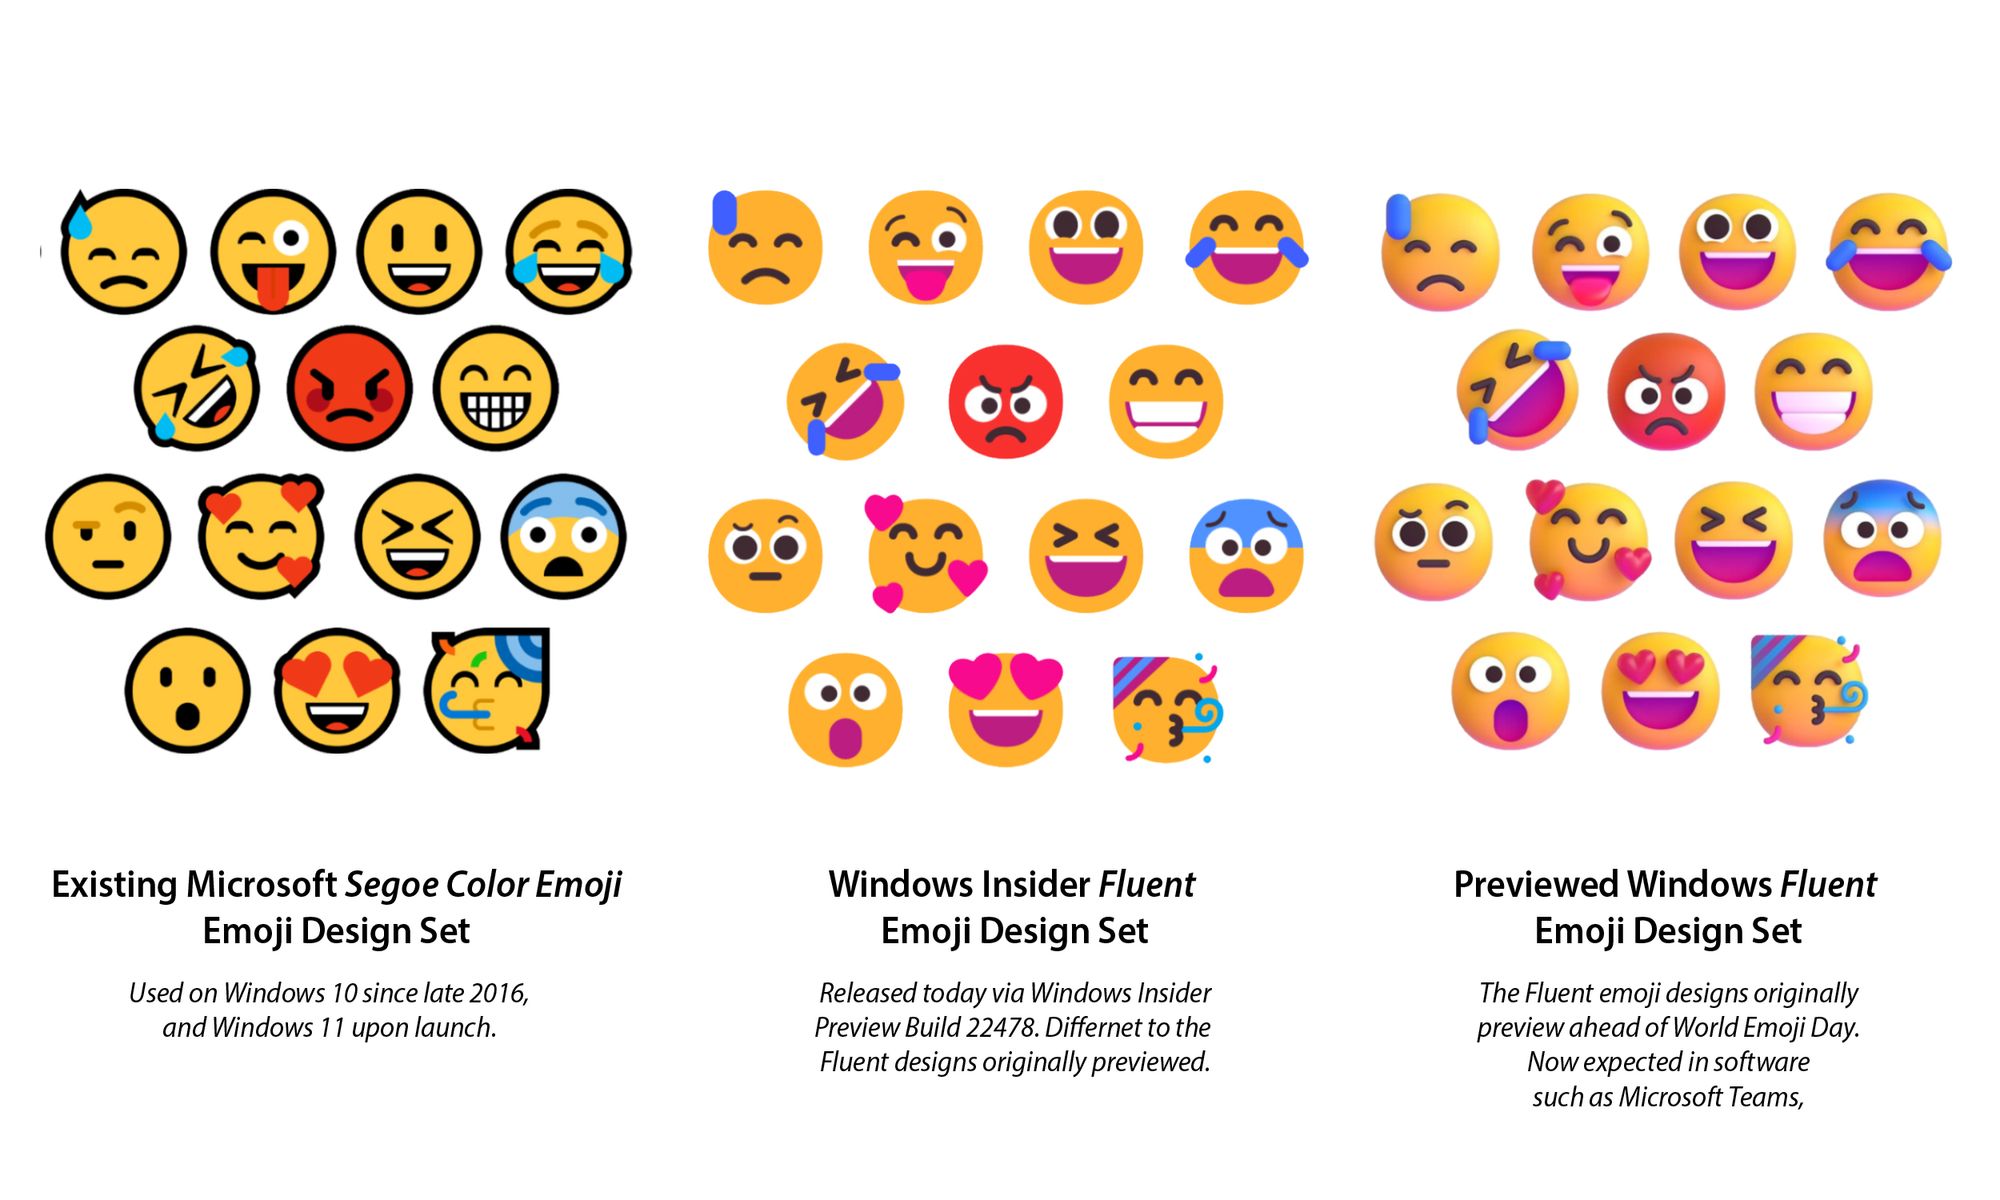 Existing Microsoft Segoe Color Emoji
Emoji Design Set
Used on Windows 10 since late 2016,
and Windows 11 upon launch.
Windows Insider Fluent
Emoji Design Set
Released today via Windows Insider
Preview Build 22478. Differnet to the
Fluent designs originally previewed.
Previewed Windows Fluent
Emoji Design Set
The Fluent emoji designs originally
preview ahead of World Emoji Day.
Now expected in software
such as Microsoft Teams,